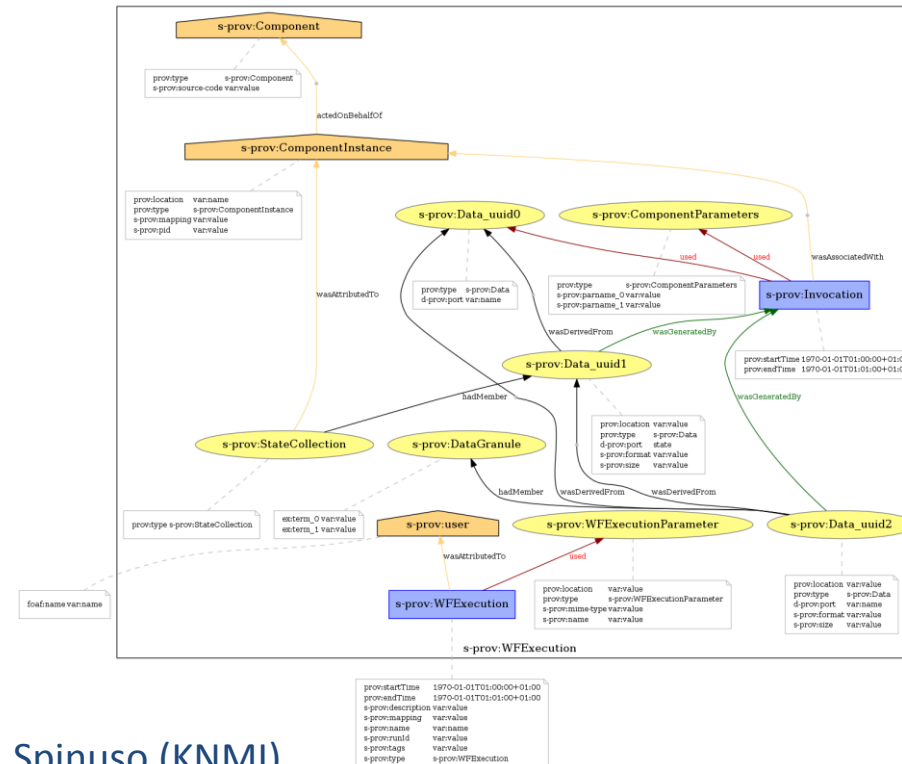 s-prov:Component
prov:type s-prov:Component
s-prov:source-code var:value
actedOnBehalfOf
s-prov:ComponentInstance
prov:location var:name
prov:type s-prov:ComponentInstance
s-prov:mapping var:value
s-prov:pid var:value
s-prov:Data_uuid0
s-prov:ComponentParameters
used
used
wasAssociatedWith
prov:type s-prov:Data
d-prov:port var:name
prov:type s-prov:ComponentParameters
s-prov:parname_0 var:value
s-prov:parname_1 var:value
s-prov:Invocation
wasAttributedTo
wasDerivedFrom
wasGeneratedBy
prov:startTime 1970-01-01T01:00:00+01:0
prov:endTime 1970-01-01T01:01:00+01:0
s-prov:Data_uuid1
hadMember
wasGeneratedBy
prov:location var:value
prov:type s-prov:Data
d-prov:port state
s-prov:format var:value
s-prov:size var:value
s-prov:StateCollection
s-prov:DataGranule
hadMember
wasDerivedFrom
wasDerivedFrom
prov:type s-prov:StateCollection
ex:term_0 var:value
ex:term_1 var:value
s-prov:user
s-prov:WFExecutionParameter
s-prov:Data_uuid2
wasAttributedTo
used
foaf:name var:name
s-prov:WFExecution
prov:location var:value
prov:type s-prov:WFExecutionParameter
s-prov:mime-type var:value
s-prov:name var:value
prov:location var:value
prov:type s-prov:Data
d-prov:port var:name
s-prov:format var:value
s-prov:size var:value
s-prov:WFExecution
prov:startTime 1970-01-01T01:00:00+01:00
prov:endTime 1970-01-01T01:01:00+01:00
s-prov:description var:value
s-prov:mapping var:value
s-prov:name var:name
s-prov:runId var:value
s-prov:tags var:value
s-prov:type s-prov:WFExecution
Spinuso (KNMI)